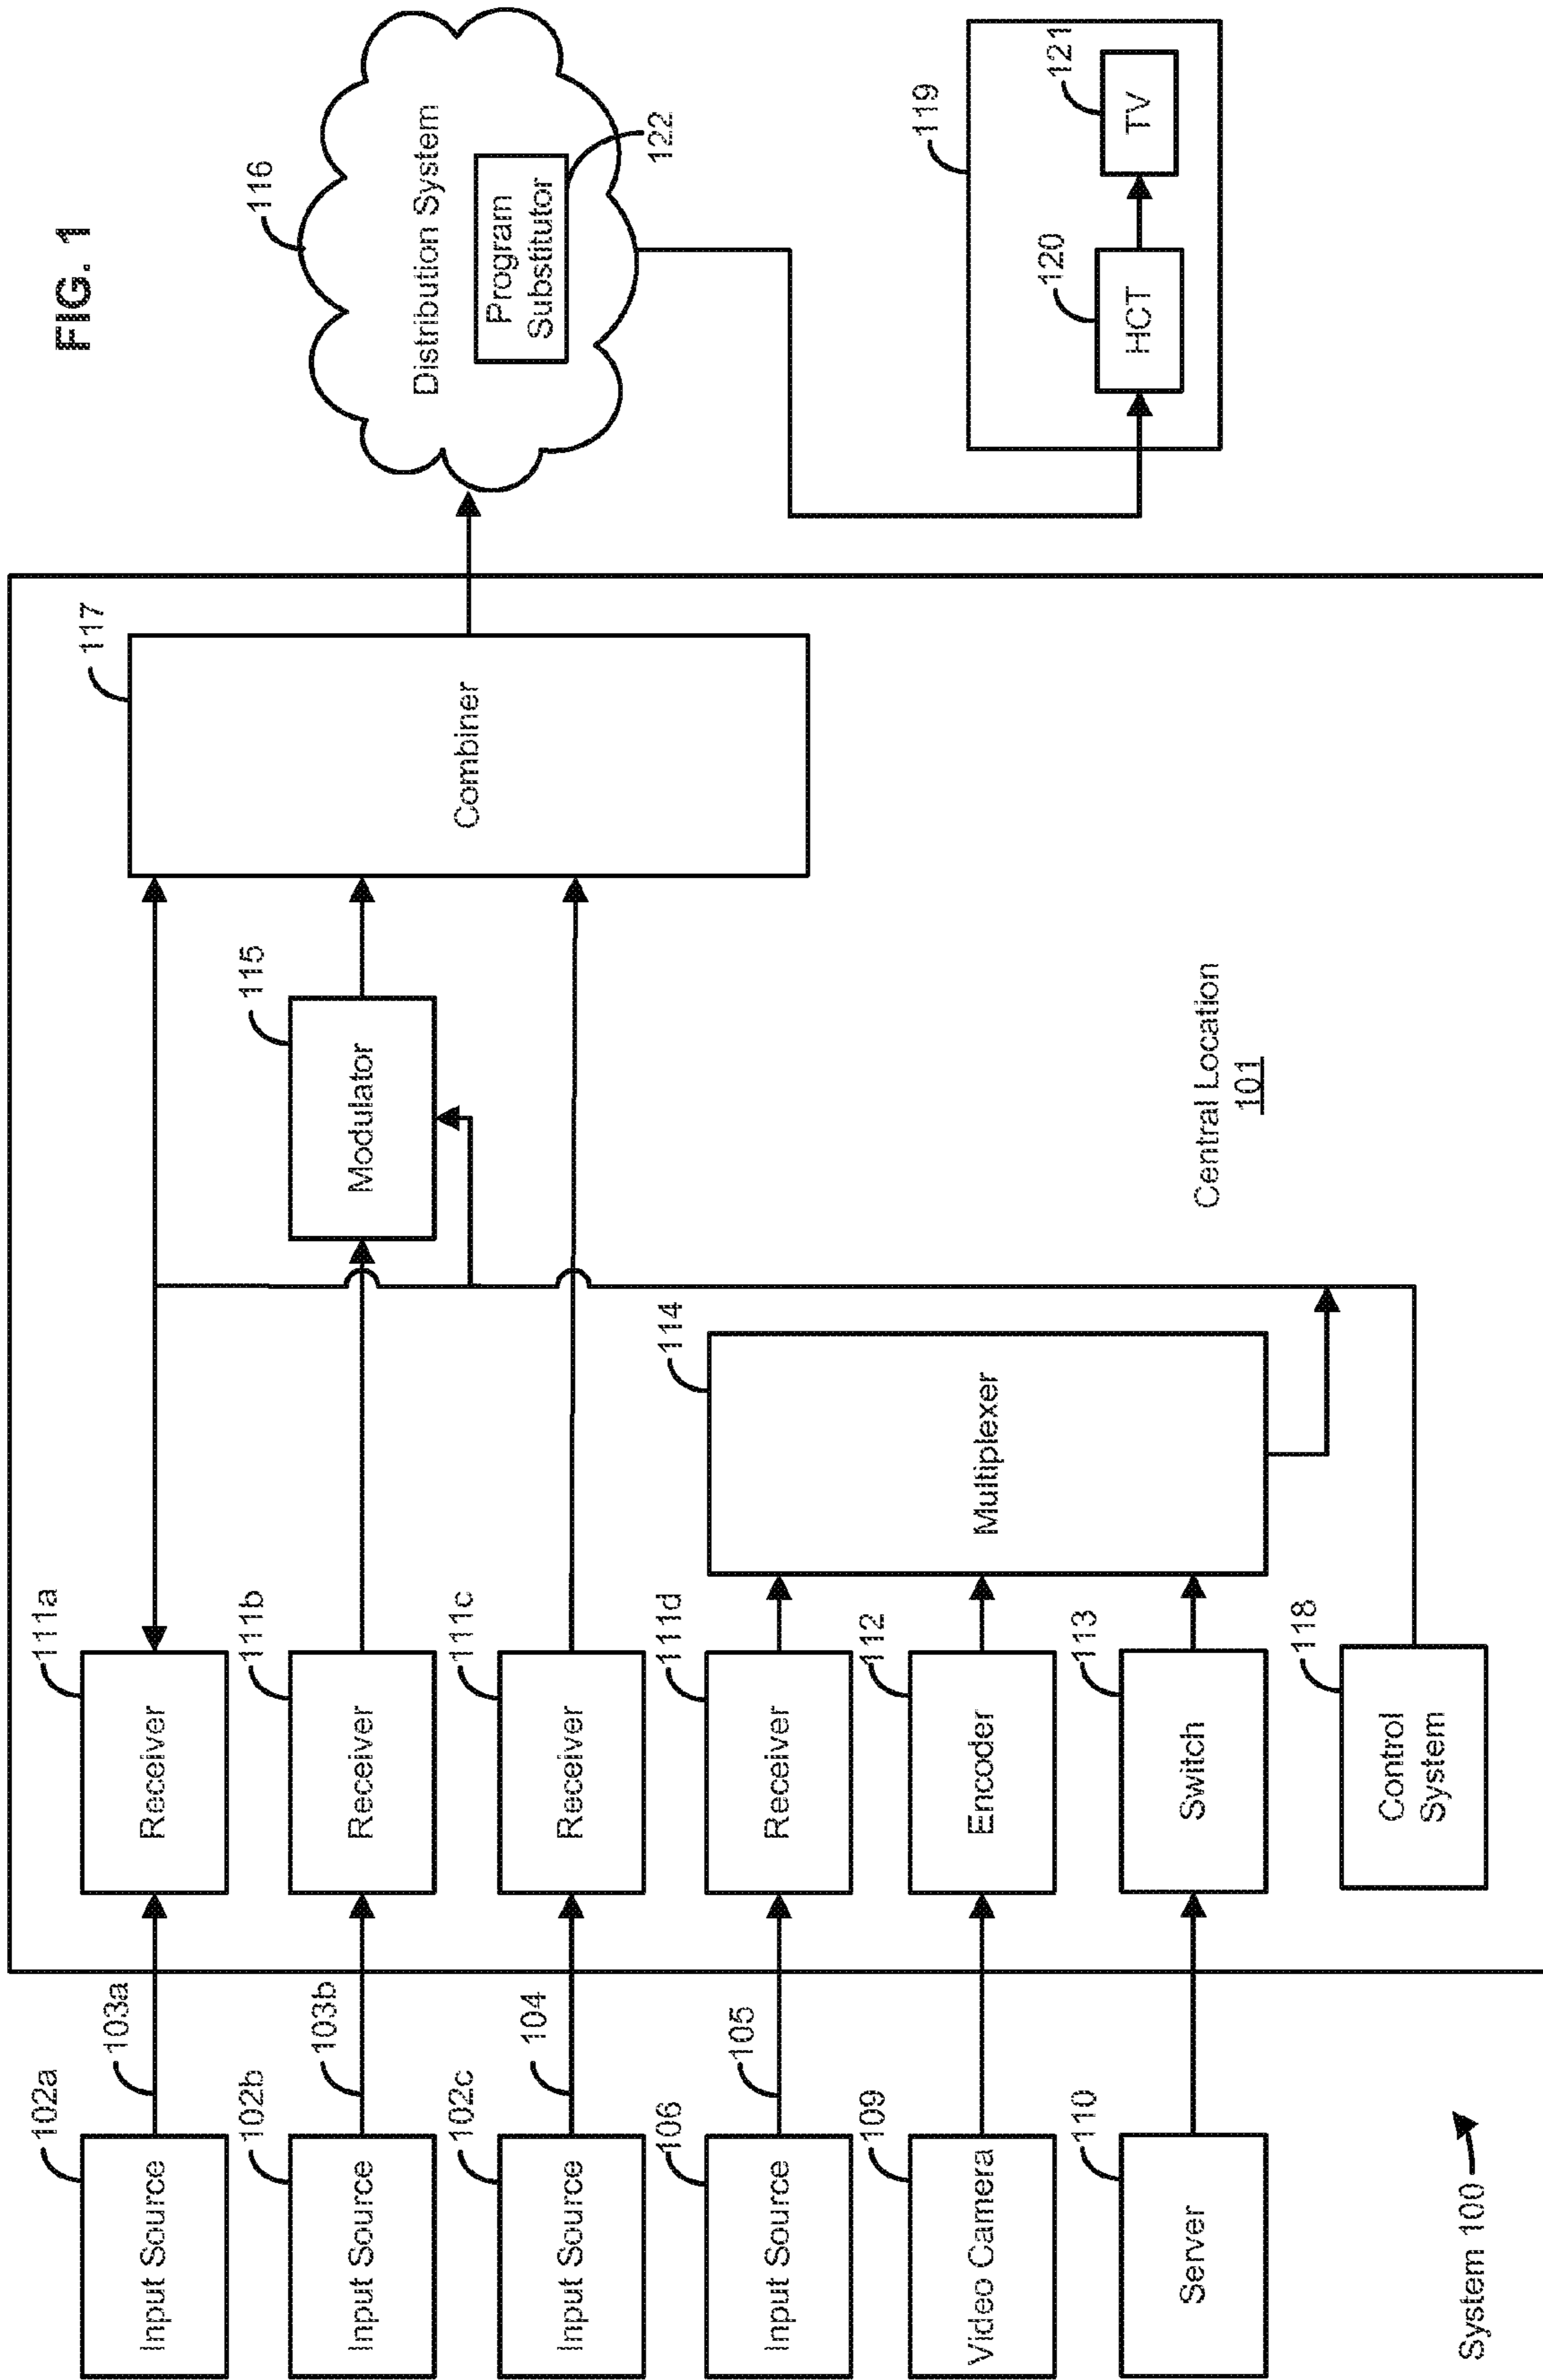 FIG. 1
102a
Input Source
103a
111a
Receiver
102b
Input Source
103b
111b
Receiver
102c
Input Source
104
111c
Receiver
106
Input Source
105
111d
Receiver
109
Video Camera
112
Encoder
110
Server
113
Switch
118
Control
System
114
Multiplexer
115
Modulator
117
Combiner
Central Location
101
116
Distribution System
Program
Substitutor
122
119
120
HCT
121
TV
System 100